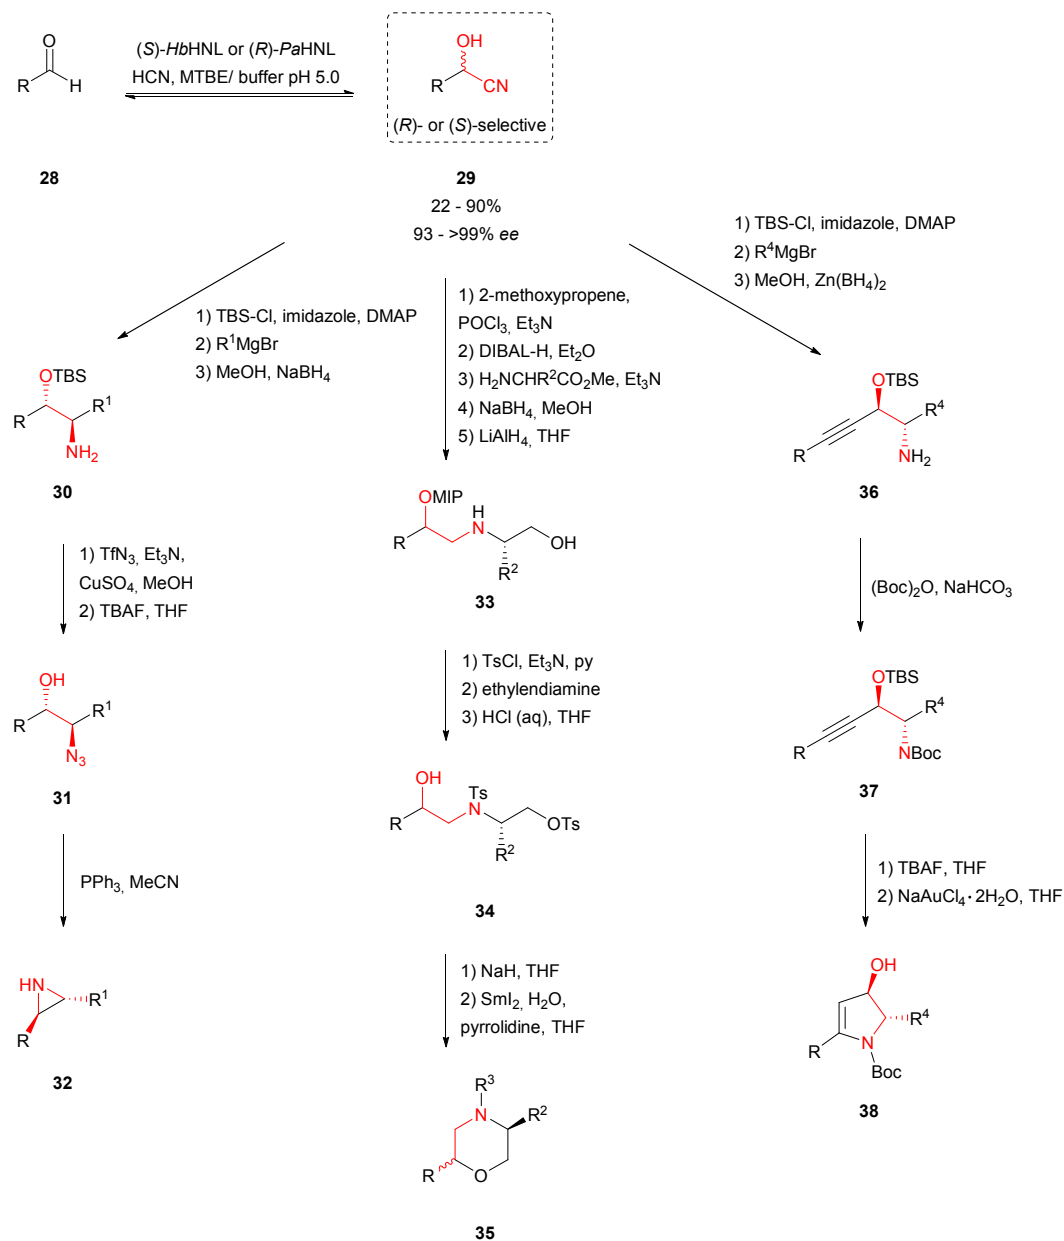 O
R
H
(S)-HbHNL or (R)-PaHNL
HCN, MTBE/ buffer pH 5.0
OH
R
CN
(R)- or (S)-selective
28
29
22 - 90%
93 - >99% ee
1) TBS-Cl, imidazole, DMAP
2) R¹MgBr
3) MeOH, NaBH₄
1) 2-methoxypropene,
POCl₃, Et₃N
2) DIBAL-H, Et₂O
3) H₂NCHR²CO₂Me, Et₃N
4) NaBH₄, MeOH
5) LiAlH₄, THF
1) TBS-Cl, imidazole, DMAP
2) R⁴MgBr
3) MeOH, Zn(BH₄)₂
OTBS
R
R¹
NH₂
30
OMIP
R
H
N
OH
R²
33
OTBS
R⁴
R
NH₂
36
1) TfN₃, Et₃N,
CuSO₄, MeOH
2) TBAF, THF
1) TsCl, Et₃N, py
2) ethylendiamine
3) HCl (aq), THF
(Boc)₂O, NaHCO₃
OH
R
R¹
N₃
31
OH
R
Ts
N
OTs
R²
34
OTBS
R⁴
R
NBoc
37
PPh₃, MeCN
1) NaH, THF
2) SmI₂, H₂O,
pyrrolidine, THF
1) TBAF, THF
2) NaAuCl₄·2H₂O, THF
HN
R¹
R
32
R³
N
R²
R
O
35
OH
R⁴
R
N
Boc
38